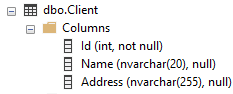 dbo.Client
Columns
Id (int, not null)
Name (nvarchar(20), null)
Address (nvarchar(255), null)